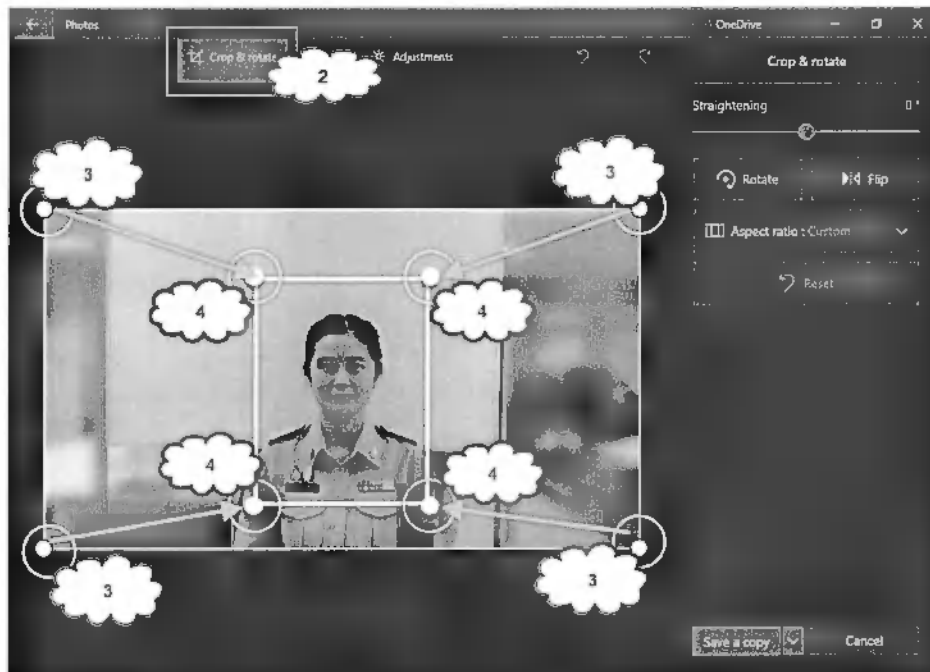 Photos
OneDrive
Crop & rotate
2
Adjustments
Crop & rotate
Straightening
0°
3
3
Rotate
Flip
Aspect ratio : Custom
4
4
Reset
4
4
3
3
Save a copy
Cancel